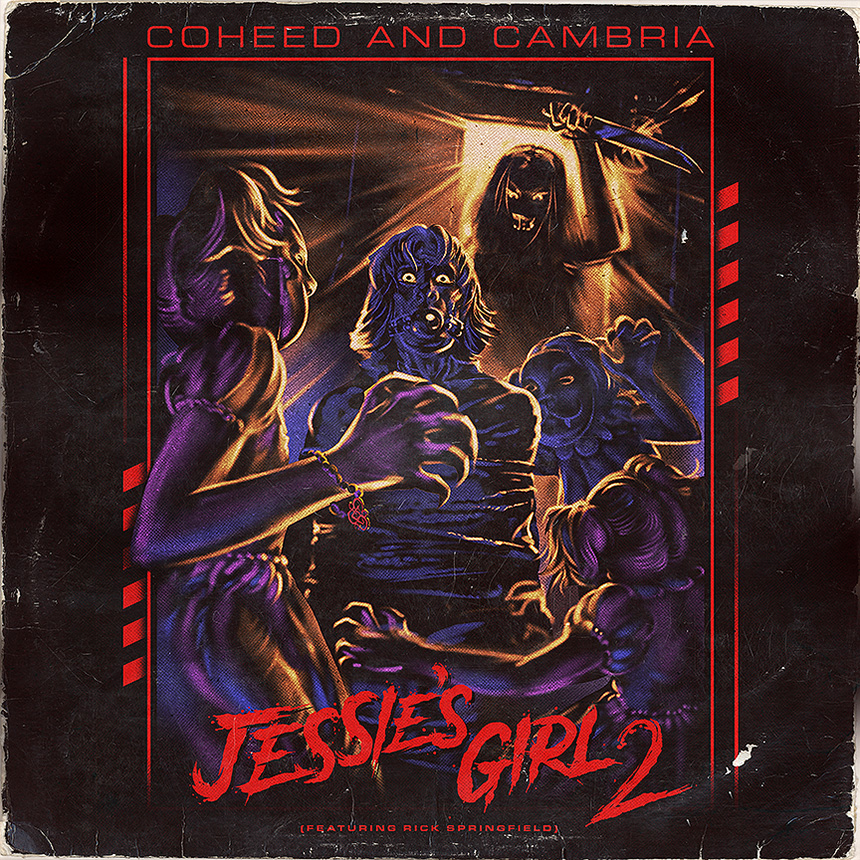 COHEED AND CAMBRIA
JESSIE'S
GIRL 2
(FEATURING RICK SPRINGFIELD)